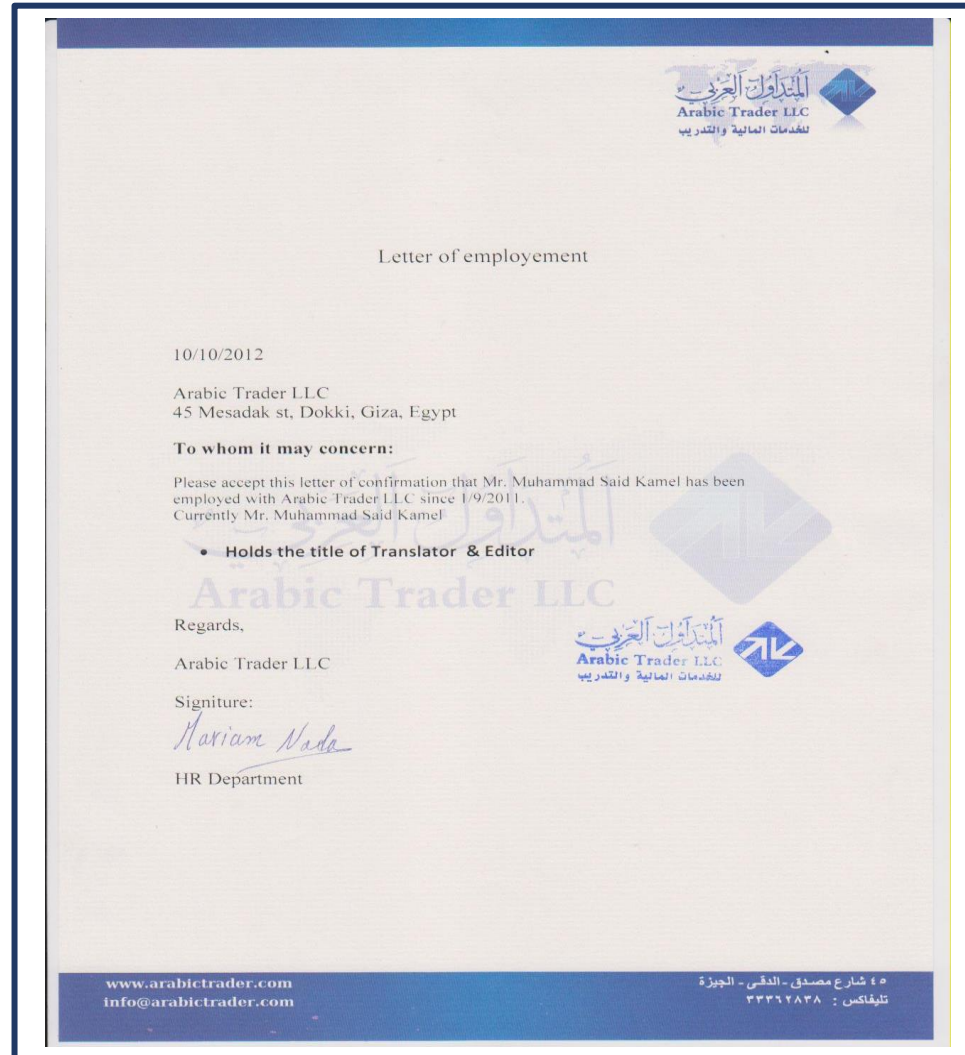 المتداول العربي
Arabic Trader LLC
للخدمات المالية والتدريب
Letter of employement
10/10/2012
Arabic Trader LLC
45 Mesadak st, Dokki, Giza, Egypt
To whom it may concern:
Please accept this letter of confirmation that Mr. Muhammad Said Kamel has been
employed with Arabic Trader LLC since 1/9/2011.
Currently Mr. Muhammad Said Kamel
المتداول العربي
• Holds the title of Translator & Editor
Arabic Trader LLC
Regards,
Arabic Trader LLC
المتداول العربي
Arabic Trader LLC
للخدمات المالية والتدريب
Signiture:
Mariam Nada
HR Department
www.arabictrader.com
info@arabictrader.com
٤٥ شارع مصدق - الدقى - الجيزة
تليفاكس : ٣٣٣٦٢٨٣٨